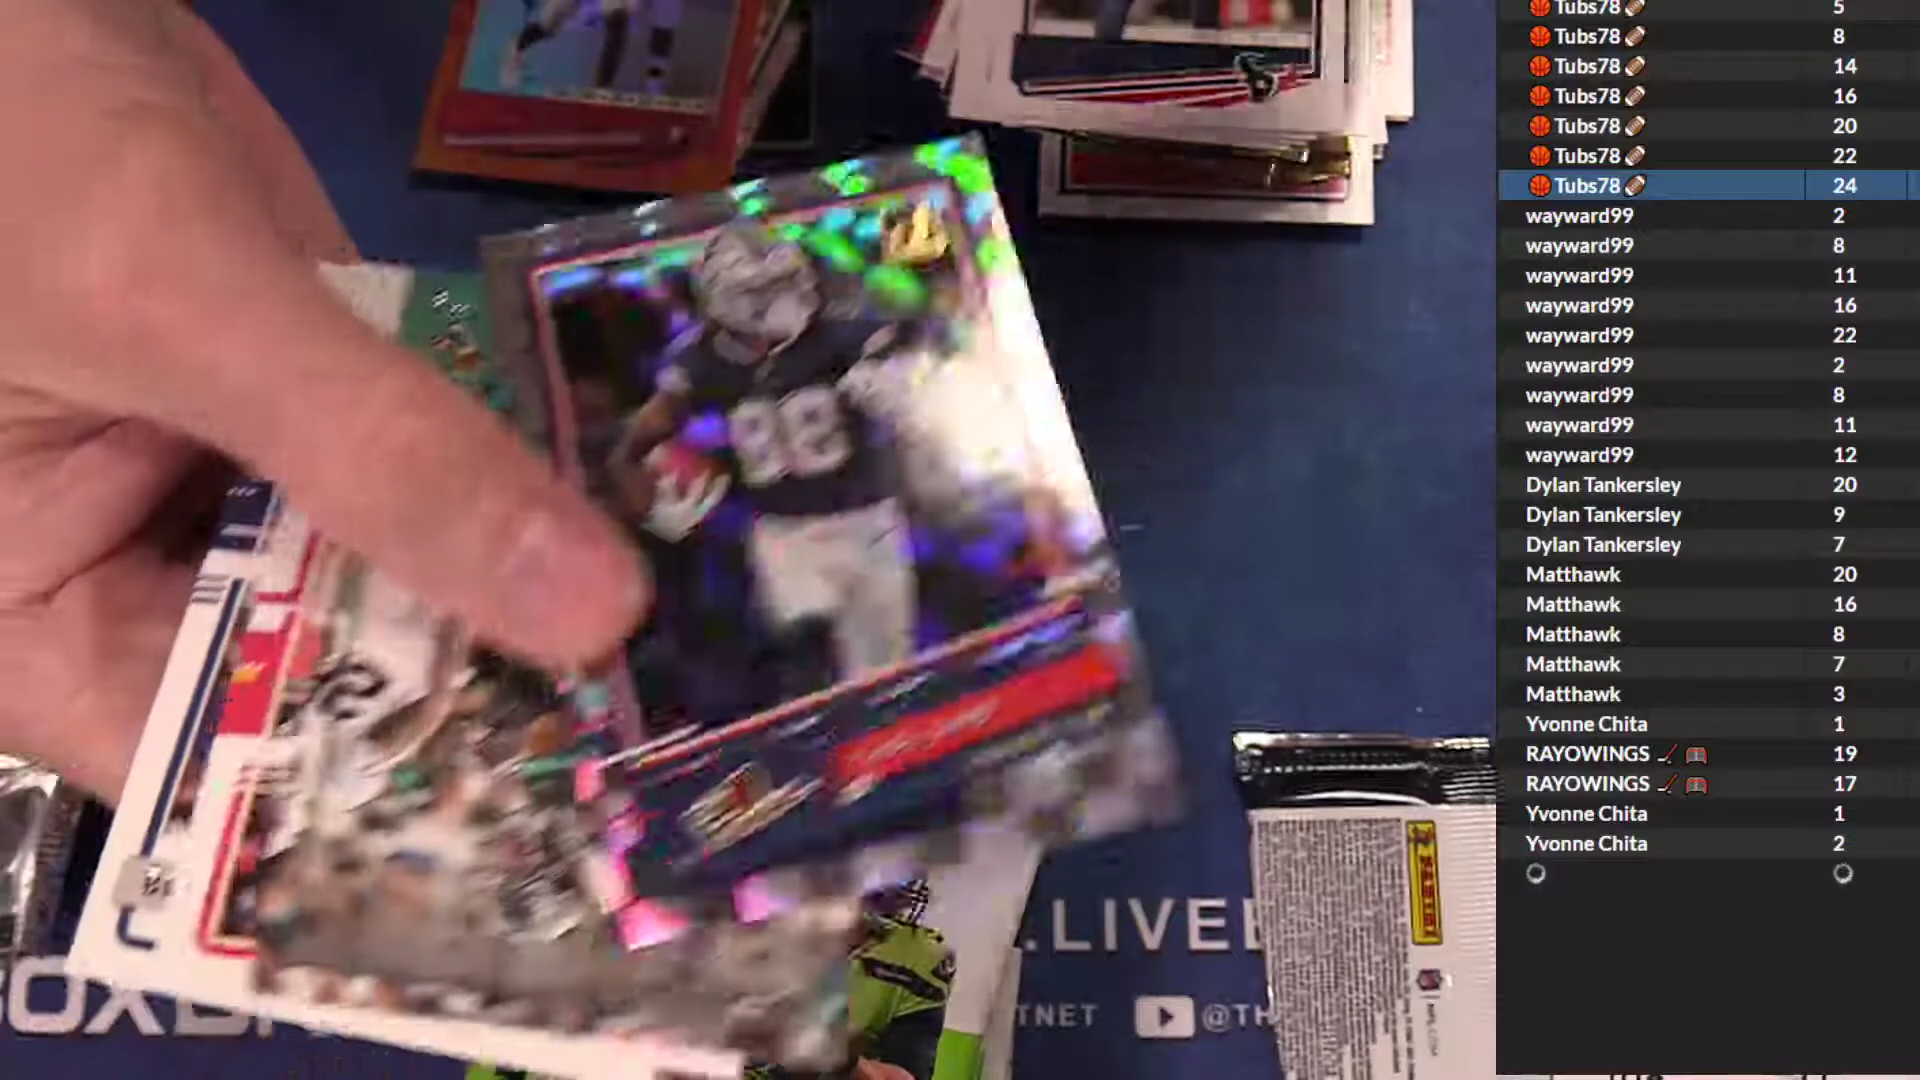 Tubs78 5
Tubs78 8
Tubs78 14
Tubs78 16
Tubs78 20
Tubs78 22
Tubs78 24
wayward99 2
wayward99 8
wayward99 11
wayward99 16
wayward99 22
wayward99 2
wayward99 8
wayward99 11
wayward99 12
Dylan Tankersley 20
Dylan Tankersley 9
Dylan Tankersley 7
Matthawk 20
Matthawk 16
Matthawk 8
Matthawk 7
Matthawk 3
Yvonne Chita 1
RAYOWINGS 19
RAYOWINGS 17
Yvonne Chita 1
Yvonne Chita 2
88
PANINI